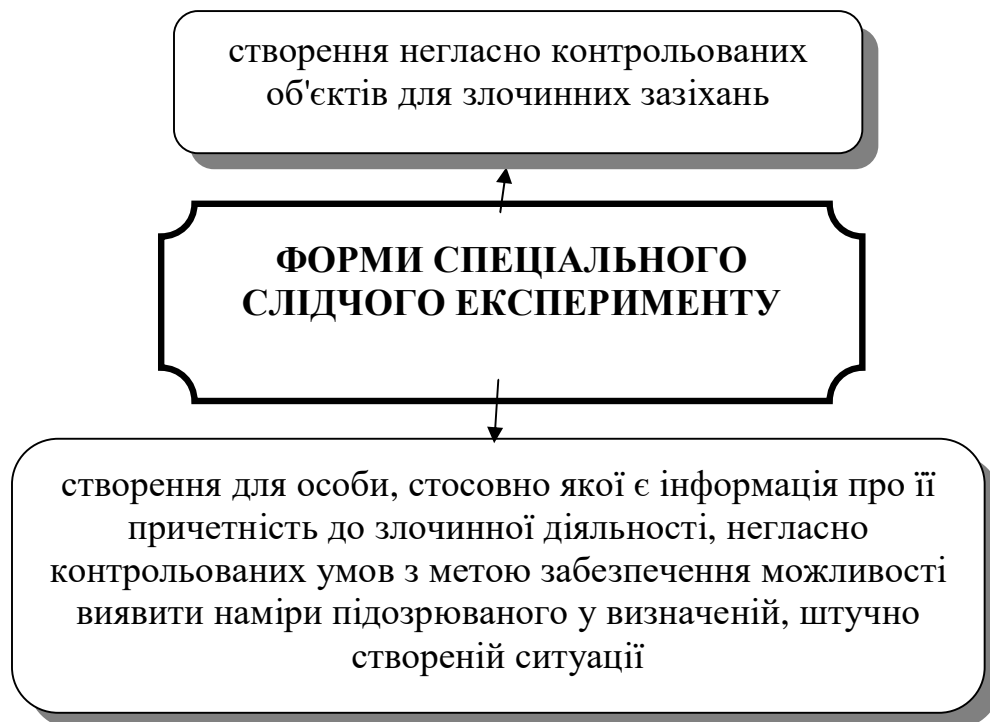 створення негласно контрольованих
об'єктів для злочинних зазіхань
ФОРМИ СПЕЦІАЛЬНОГО
СЛІДЧОГО ЕКСПЕРИМЕНТУ
створення для особи, стосовно якої є інформація про її
причетність до злочинної діяльності, негласно
контрольованих умов з метою забезпечення можливості
виявити наміри підозрюваного у визначеній, штучно
створеній ситуації